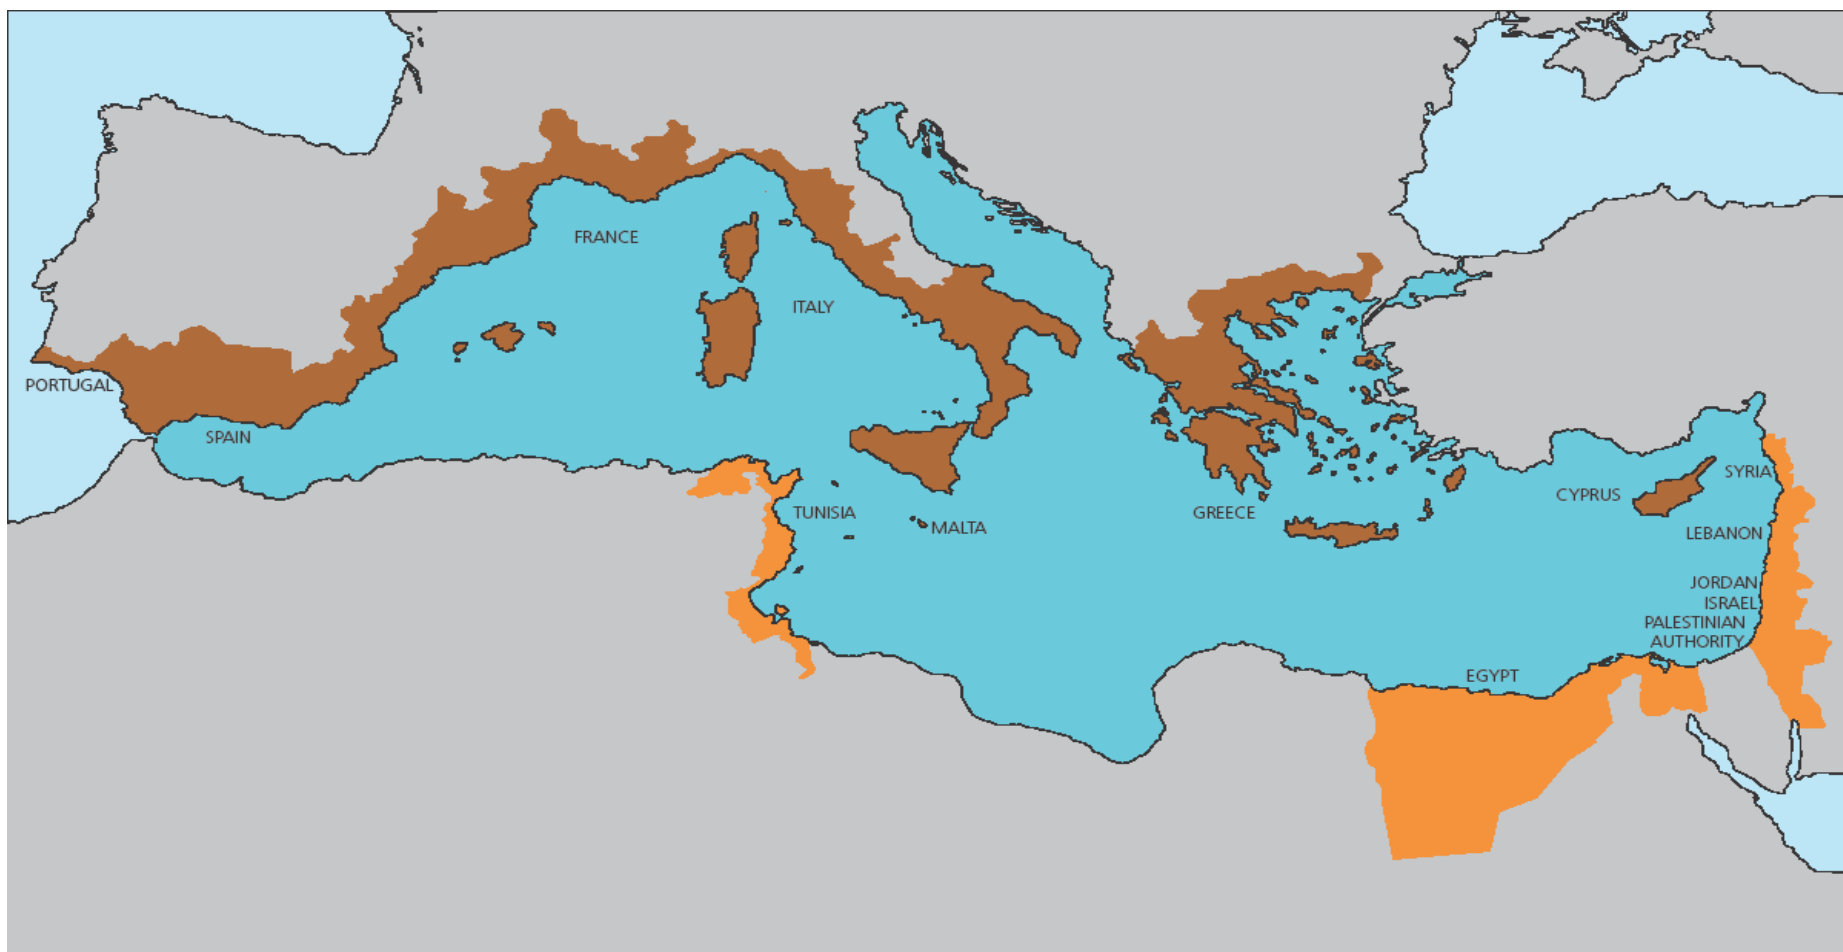 FRANCE
ITALY
PORTUGAL
SPAIN
SYRIA
CYPRUS
TUNISIA
MALTA
GREECE
LEBANON
JORDAN
ISRAEL
PALESTINIAN
AUTHORITY
EGYPT